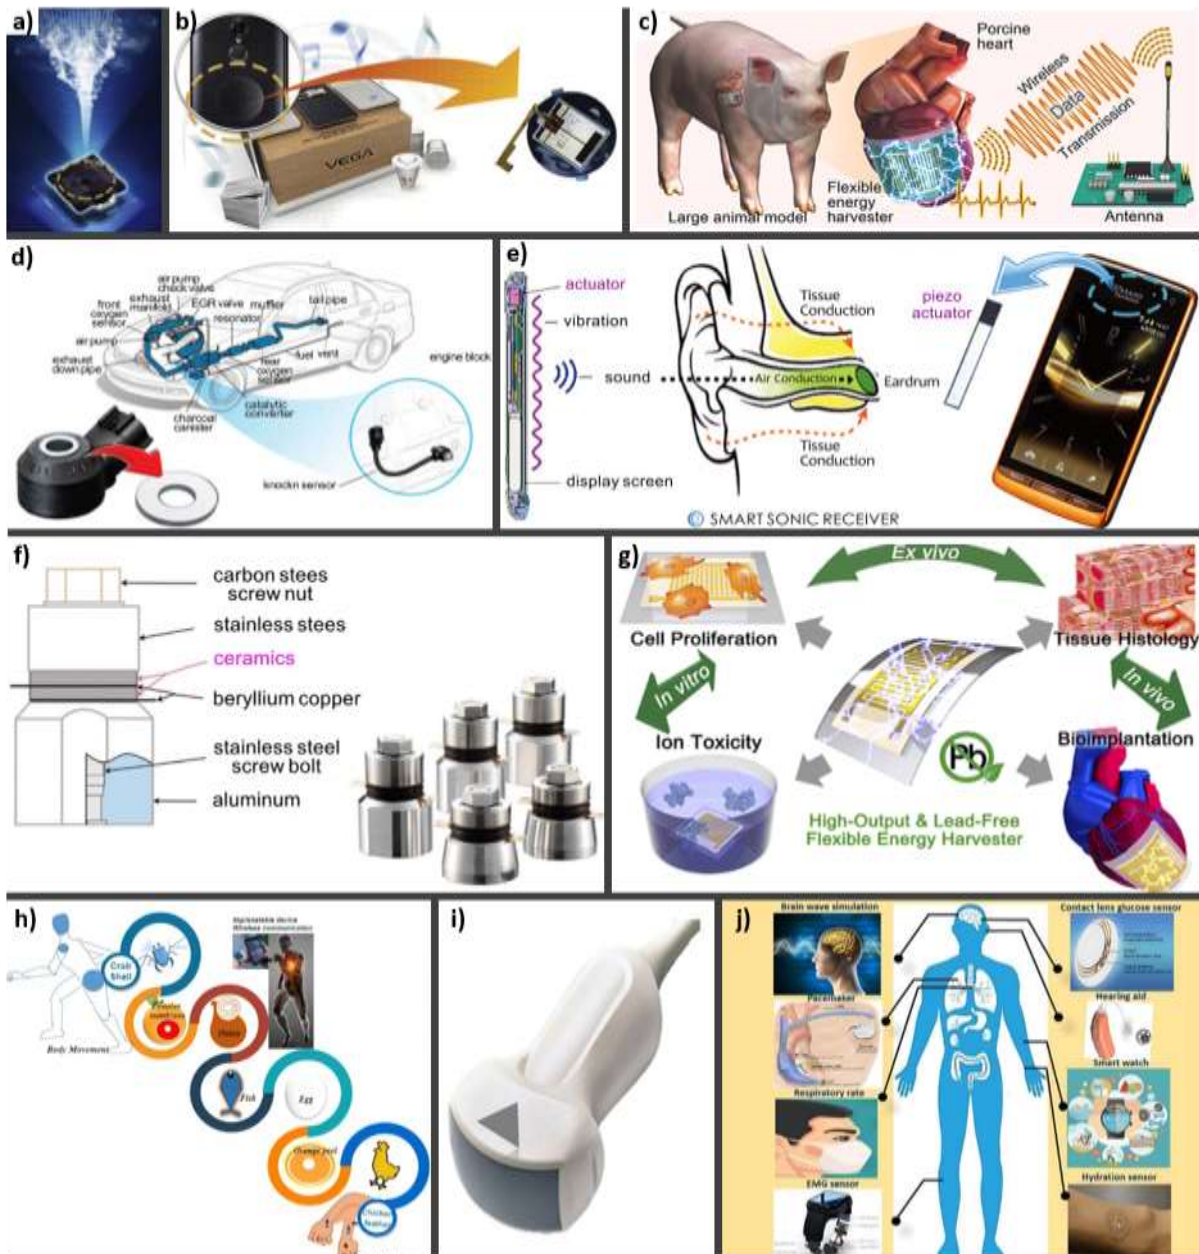 a)
b)
VEGA
c)
Porcine
heart
Wireless
Data
Transmission
Flexible
energy
harvester
Large animal model
Antenna
d)
air pump
check valve
exhaust
manifold
EGR valve
muffler
tail pipe
front
oxygen
sensor
resonator
air pump
exhaust
down pipe
rear
oxygen
sensor
fuel vent
engine block
catalytic
converter
charcoal
canister
knockn sensor
e)
actuator
vibration
sound
display screen
Tissue
Conduction
Air Conduction
Eardrum
Tissue
Conduction
piezo
actuator
SMART SONIC RECEIVER
f)
carbon stees
screw nut
stainless stees
ceramics
beryllium copper
stainless steel
screw bolt
aluminum
g)
Ex vivo
Cell Proliferation
Tissue Histology
In vitro
In vivo
Ion Toxicity
Pb
Bioimplantation
High-Output & Lead-Free
Flexible Energy Harvester
h)
Crab
Shell
Body Movement
Fish
Egg
Orange peel
Chicken
i)
j)
Brain wave simulation
Contact lens glucose sensor
Pacemaker
Hearing aid
Respiratory rate
Smart watch
EMG sensor
Hydration sensor